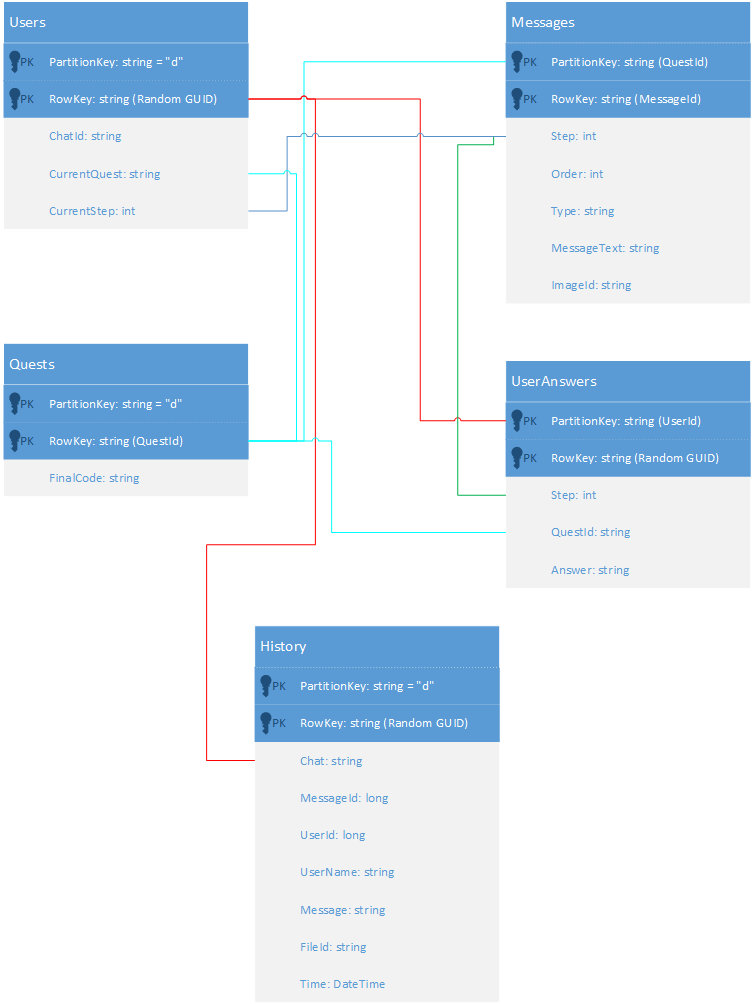 Users
PK PartitionKey: string = "d"
PK RowKey: string (Random GUID)
ChatId: string
CurrentQuest: string
CurrentStep: int
Messages
PK PartitionKey: string (QuestId)
PK RowKey: string (MessageId)
Step: int
Order: int
Type: string
MessageText: string
ImageId: string
Quests
PK PartitionKey: string = "d"
PK RowKey: string (QuestId)
FinalCode: string
UserAnswers
PK PartitionKey: string (UserId)
PK RowKey: string (Random GUID)
Step: int
QuestId: string
Answer: string
History
PK PartitionKey: string = "d"
PK RowKey: string (Random GUID)
Chat: string
MessageId: long
UserId: long
UserName: string
Message: string
FileId: string
Time: DateTime